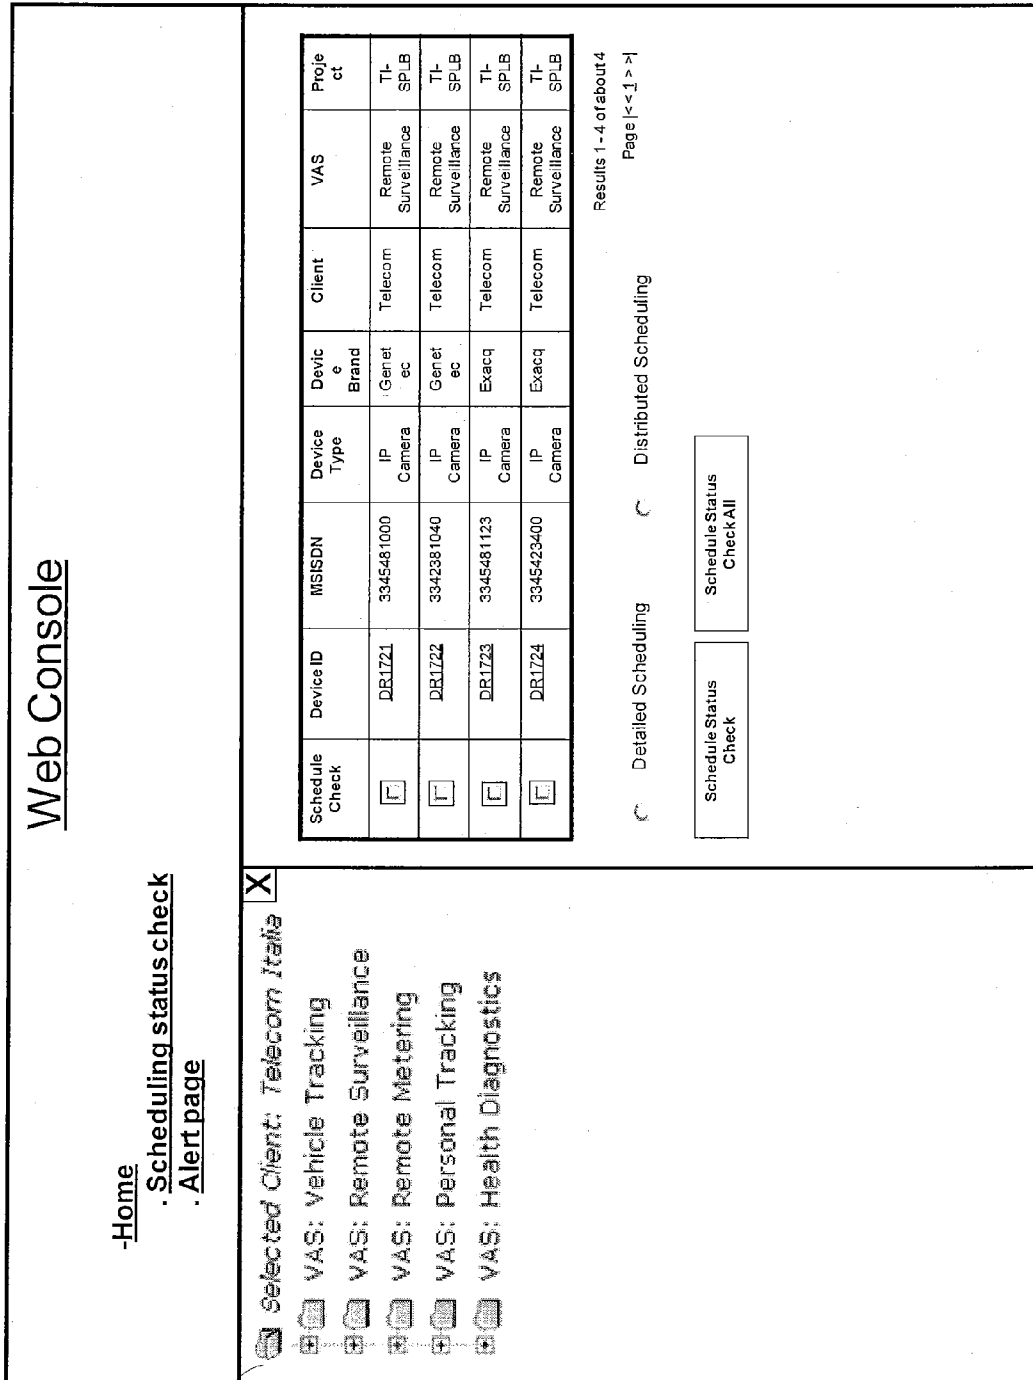 Web Console
-Home
. Scheduling status check
. Alert page
Selected Client: Telecom Italia
X
VAS: Vehicle Tracking
VAS: Remote Surveillance
VAS: Remote Metering
VAS: Personal Tracking
VAS: Health Diagnostics
Schedule Check Device ID MSISDN Device Type Devic e Brand Client VAS Proje ct
DR1721 3345481000 IP Camera Genet ec Telecom Remote Surveillance TI-SPLB
DR1722 3342381040 IP Camera Genet ec Telecom Remote Surveillance TI-SPLB
DR1723 3345481123 IP Camera Exacq Telecom Remote Surveillance TI-SPLB
DR1724 3345423400 IP Camera Exacq Telecom Remote Surveillance TI-SPLB
Results 1 - 4 of about 4
Page |< < 1 > >|
Detailed Scheduling
Distributed Scheduling
Schedule Status
Check
Schedule Status
Check All